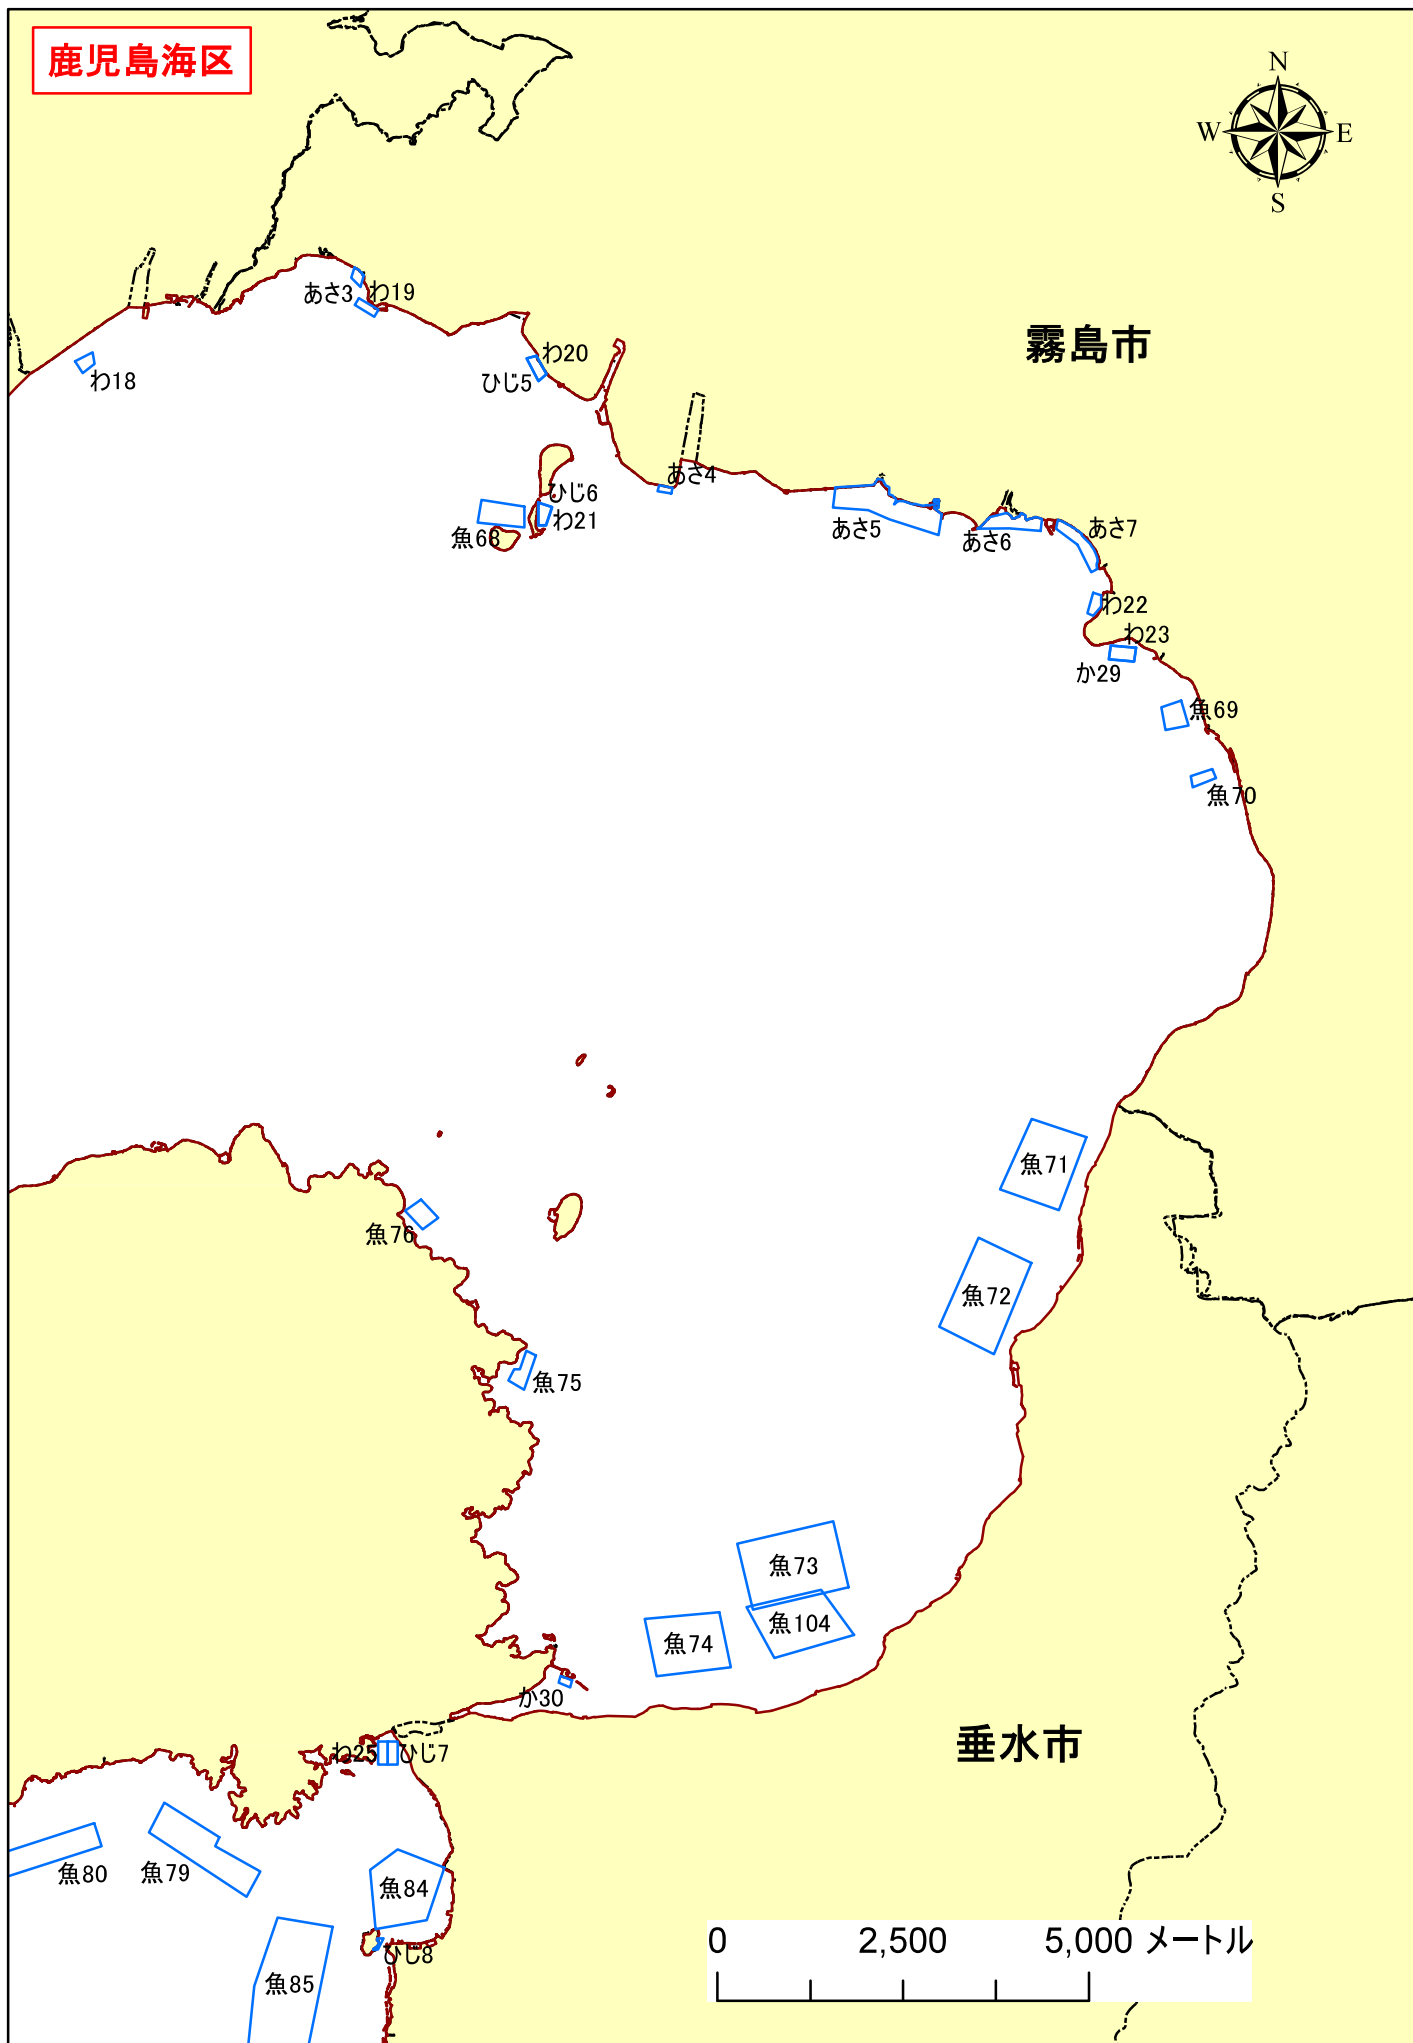 鹿児島海区
N
W E
S
あさ3 わ19
霧島市
わ18
わ20
ひじ5
あさ4
ひじ6
わ21
魚68
あさ5
あさ6
あさ7
わ22
わ23
か29
魚69
魚70
魚71
魚76
魚72
魚75
魚73
魚104
魚74
か30
垂水市
わ25 ひじ7
魚80 魚79
魚84
ひじ8
魚85
0 2,500 5,000 メートル